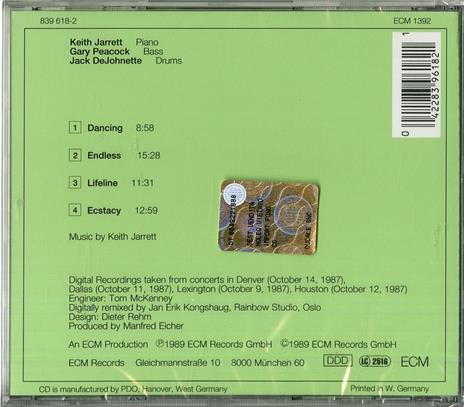 839 618-2
ECM 1392
Keith Jarrett Piano
Gary Peacock Bass
Jack DeJohnette Drums
1 Dancing 8:58
2 Endless 15:28
3 Lifeline 11:31
4 Ecstacy 12:59
Music by Keith Jarrett
0 42283-96182 1
Digital Recordings taken from concerts in Denver (October 14, 1987),
Dallas (October 11, 1987), Lexington (October 9, 1987), Houston (October 12, 1987)
Engineer: Tom McKenney
Digitally remixed by Jan Erik Kongshaug, Rainbow Studio, Oslo
Design: Dieter Rehm
Produced by Manfred Eicher
An ECM Production ℗1989 ECM Records GmbH ©1989 ECM Records GmbH
ECM Records Gleichmannstraße 10 8000 München 60 DDD LC 2516 ECM
CD is manufactured by PDO, Hanover, West Germany
Printed in W. Germany